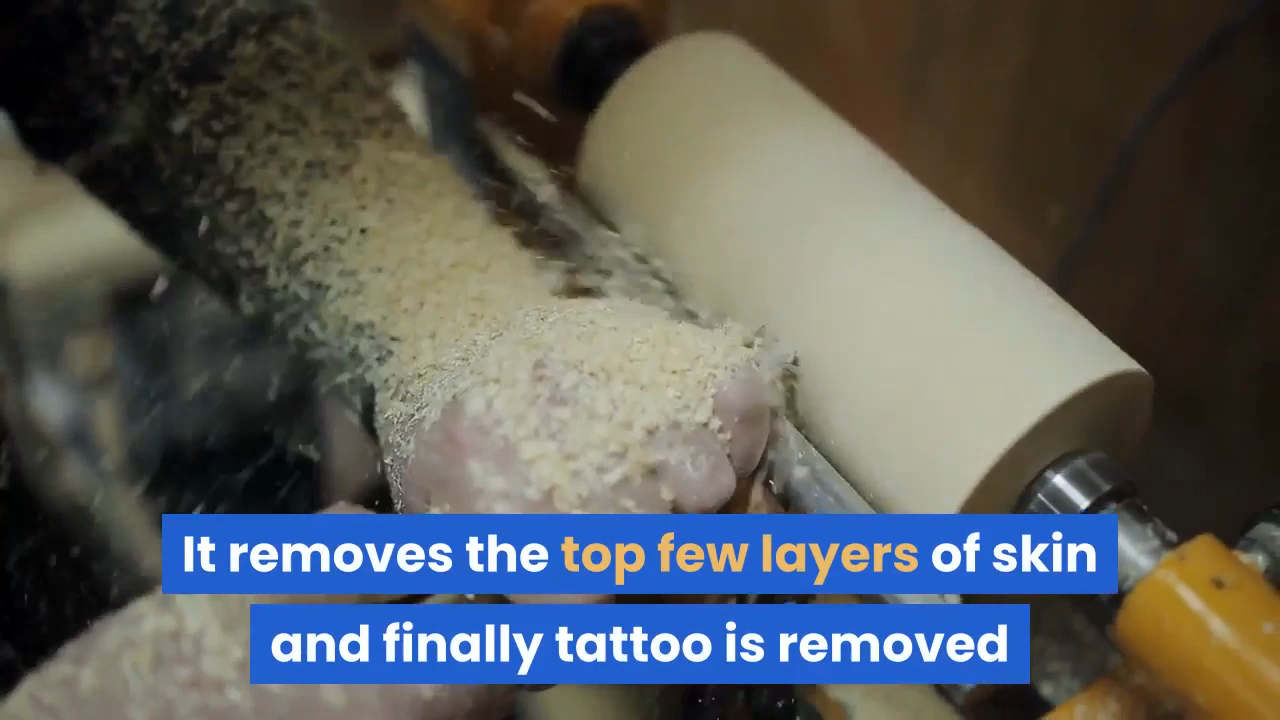 It removes the top few layers of skin
and finally tattoo is removed